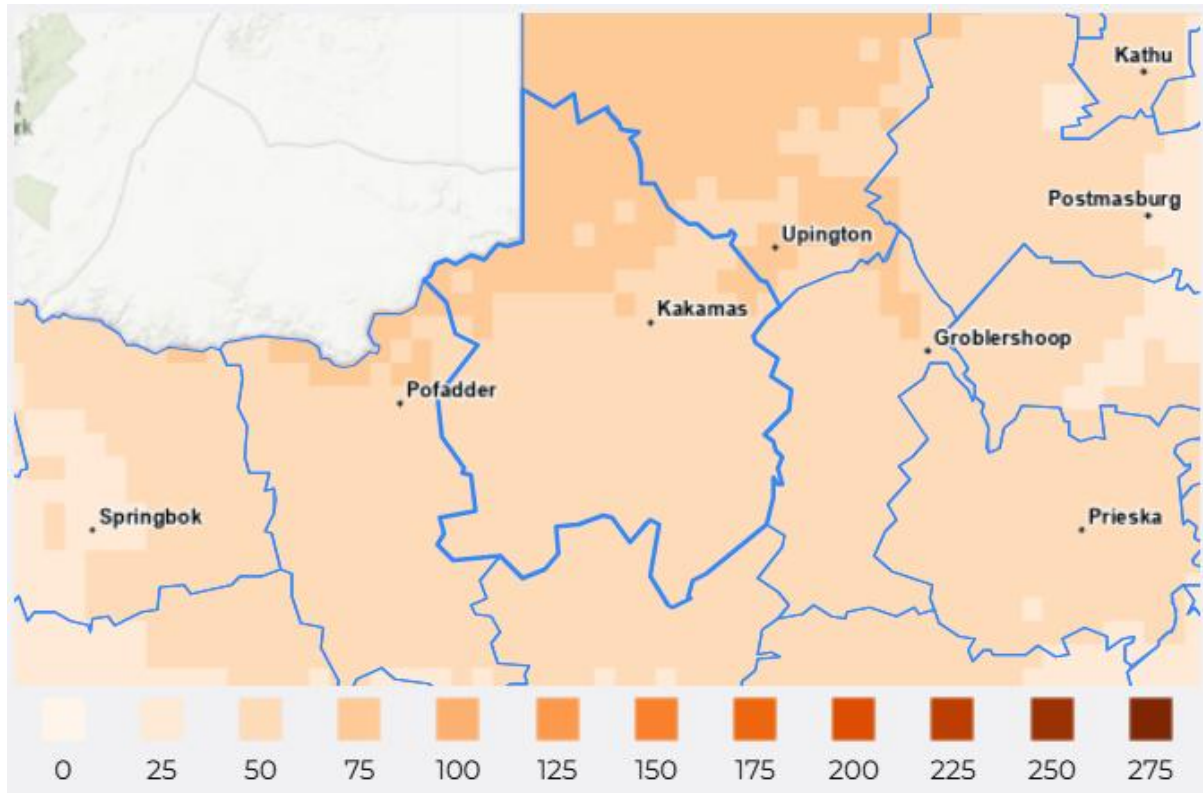 Kathu
rk
Postmasburg
Upington
Kakamas
Groblershoop
Pofadder
Springbok
Prieska
0 25 50 75 100 125 150 175 200 225 250 275